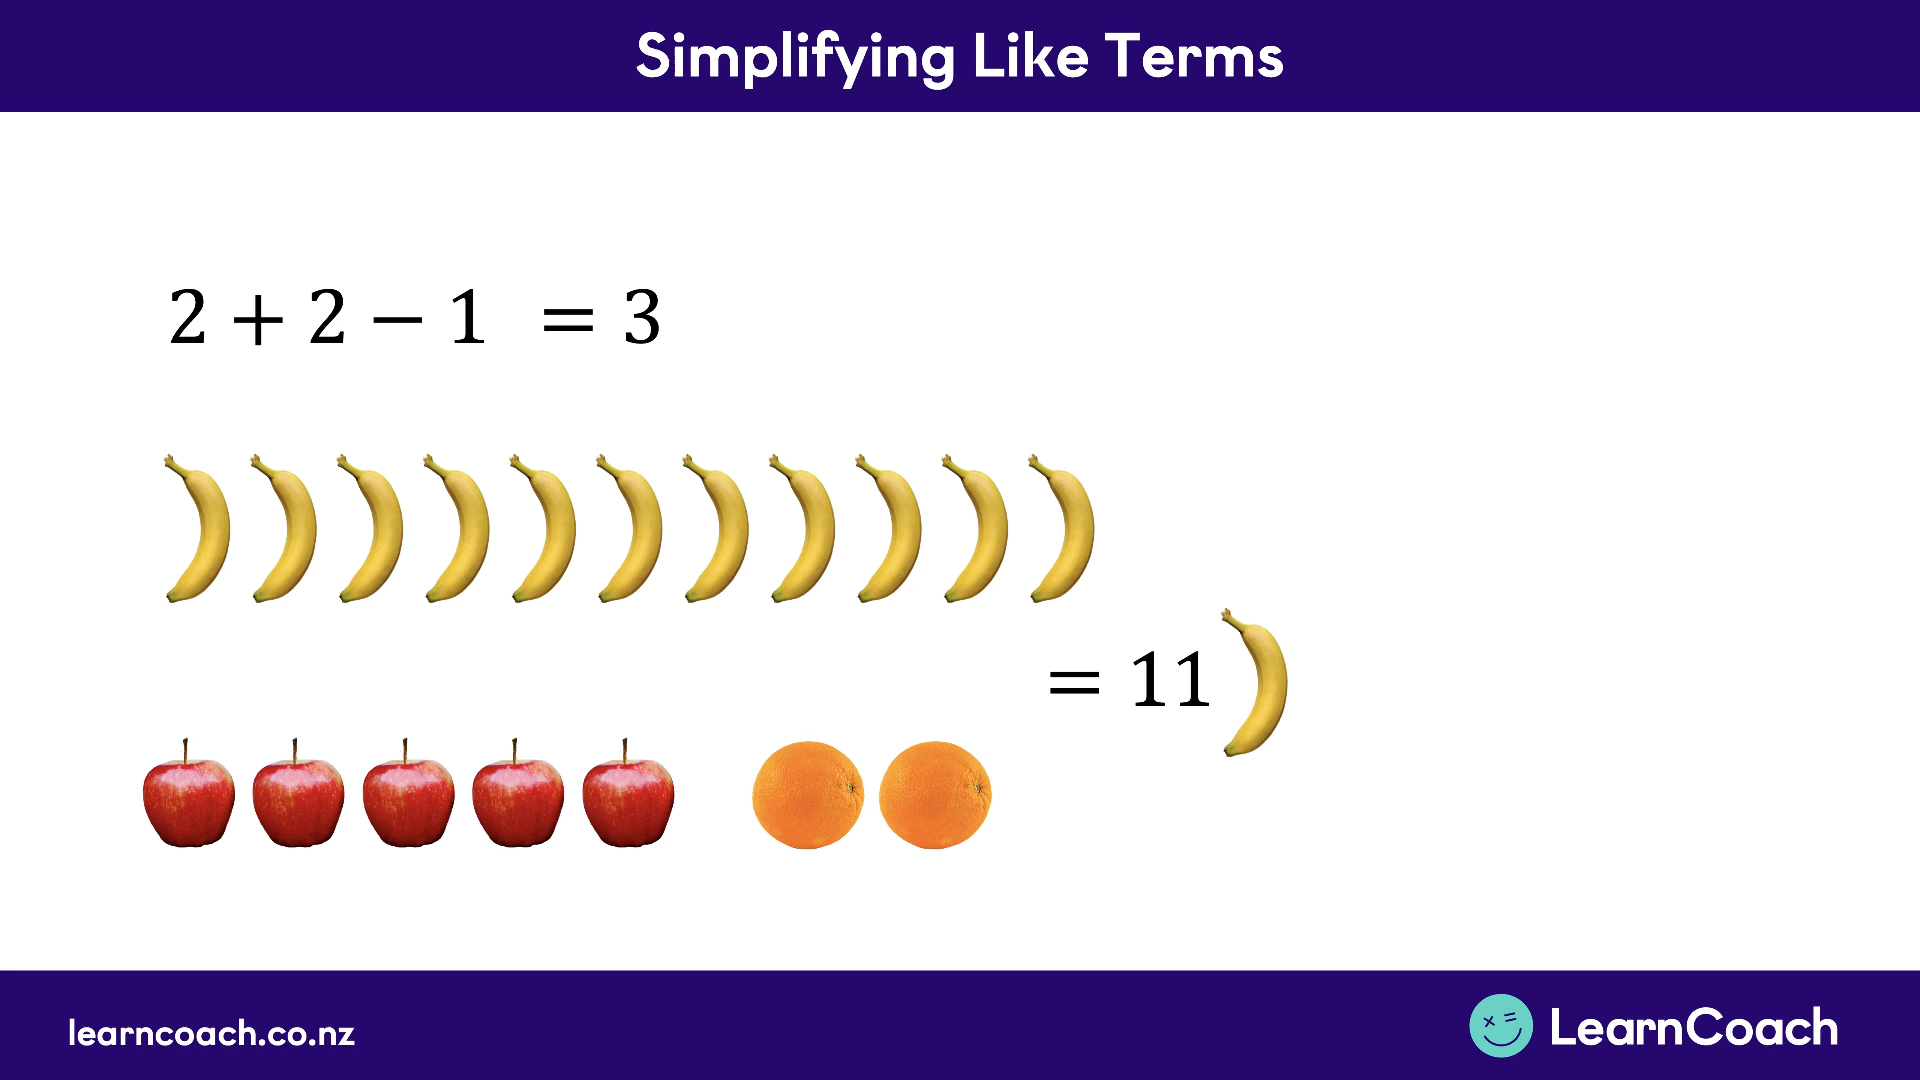 Simplifying Like Terms
2 + 2 − 1 = 3
= 11
learncoach.co.nz
LearnCoach